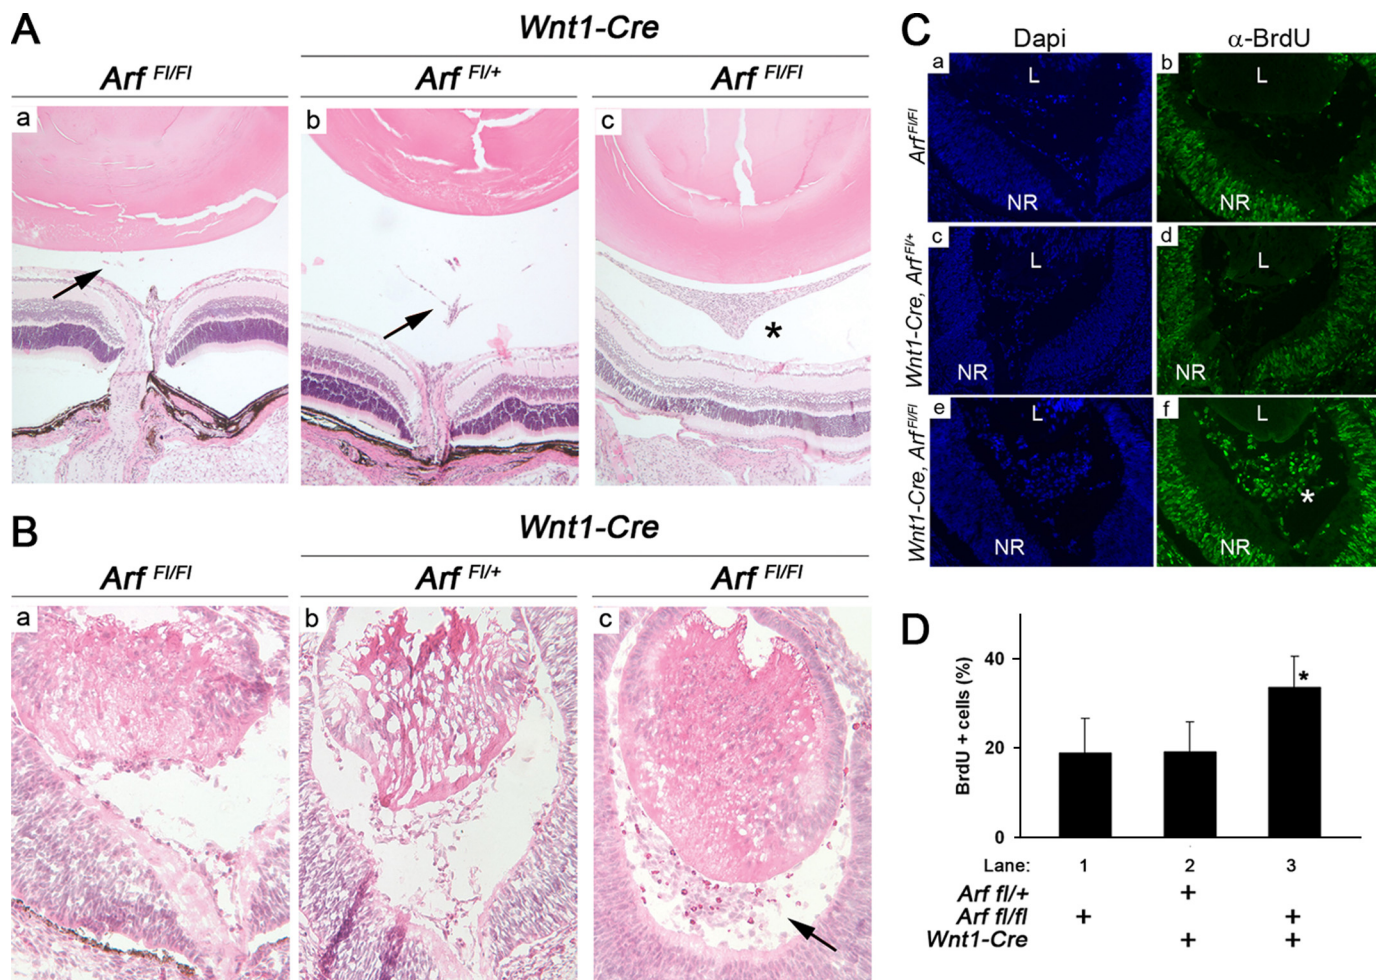 A
Wnt1-Cre
Arf Fl/Fl
Arf Fl/+
Arf Fl/Fl
a
b
c
*
B
Wnt1-Cre
Arf Fl/Fl
Arf Fl/+
Arf Fl/Fl
a
b
c
C
Dapi
α-BrdU
Arf Fl/Fl
a
L
NR
b
L
NR
Wnt1-Cre, Arf Fl/+
c
L
NR
d
L
NR
Wnt1-Cre, Arf Fl/Fl
e
L
NR
f
L
*
NR
D
BrdU + cells (%)
40
20
0
*
Lane: 1 2 3
Arf fl/+ +
Arf fl/fl + +
Wnt1-Cre + +